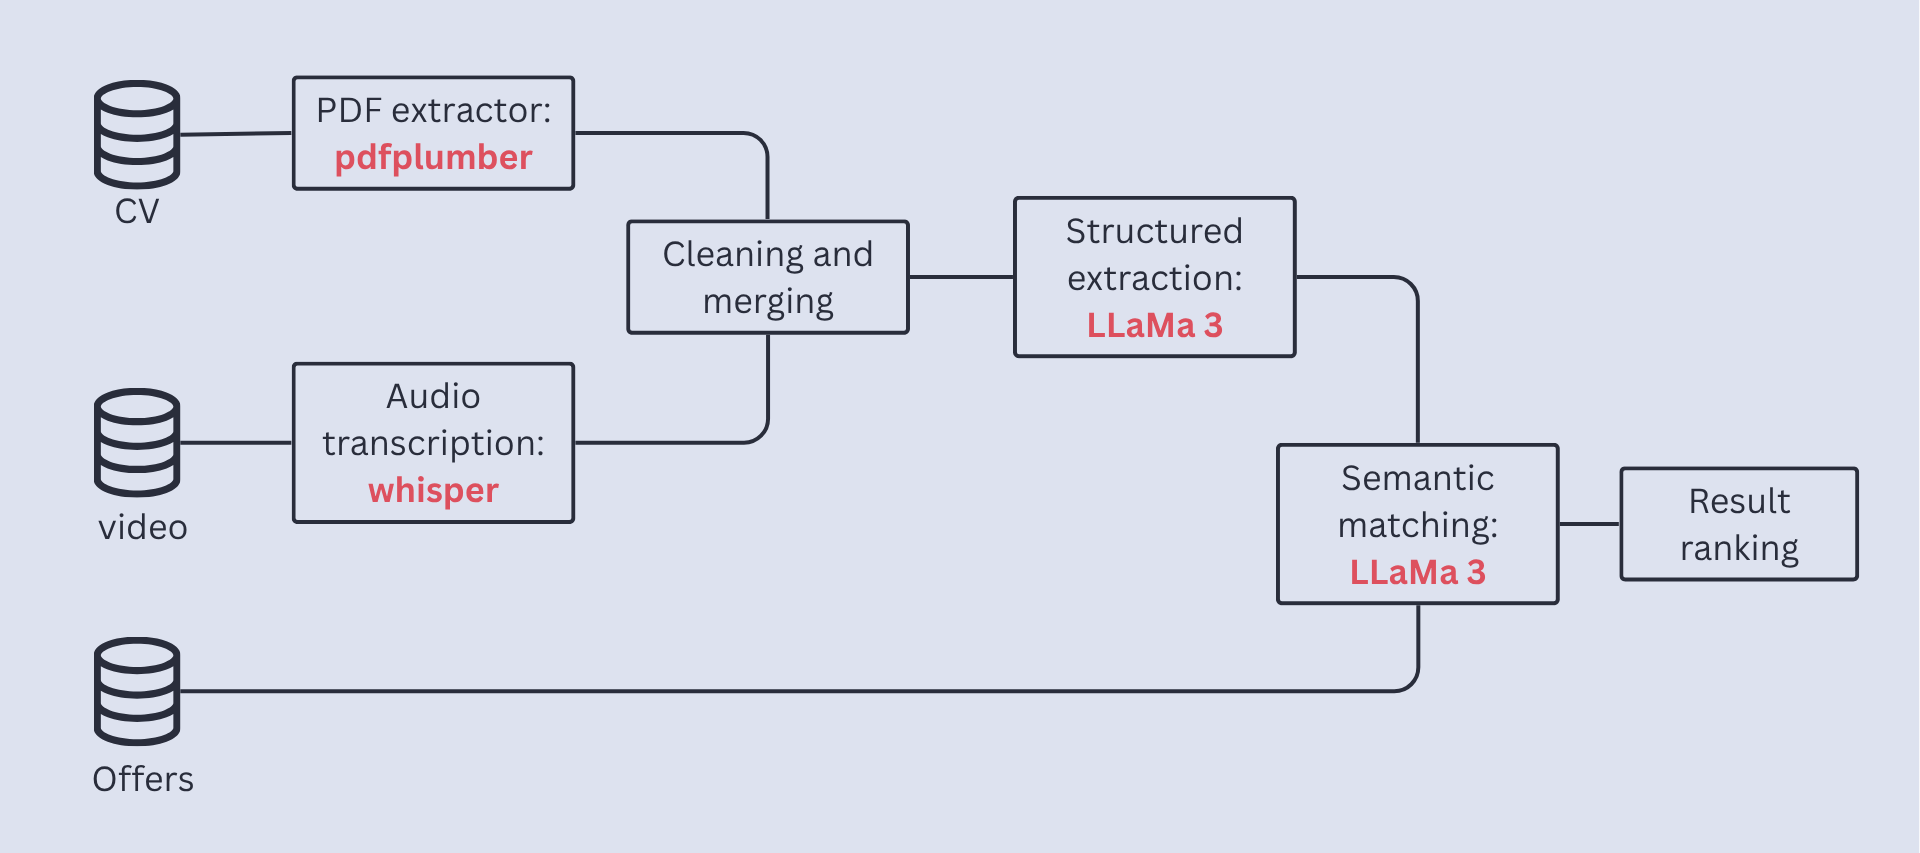 PDF extractor:
pdfplumber
CV
Cleaning and
merging
Structured
extraction:
LLaMa 3
Audio
transcription:
whisper
video
Semantic
matching:
LLaMa 3
Result
ranking
Offers